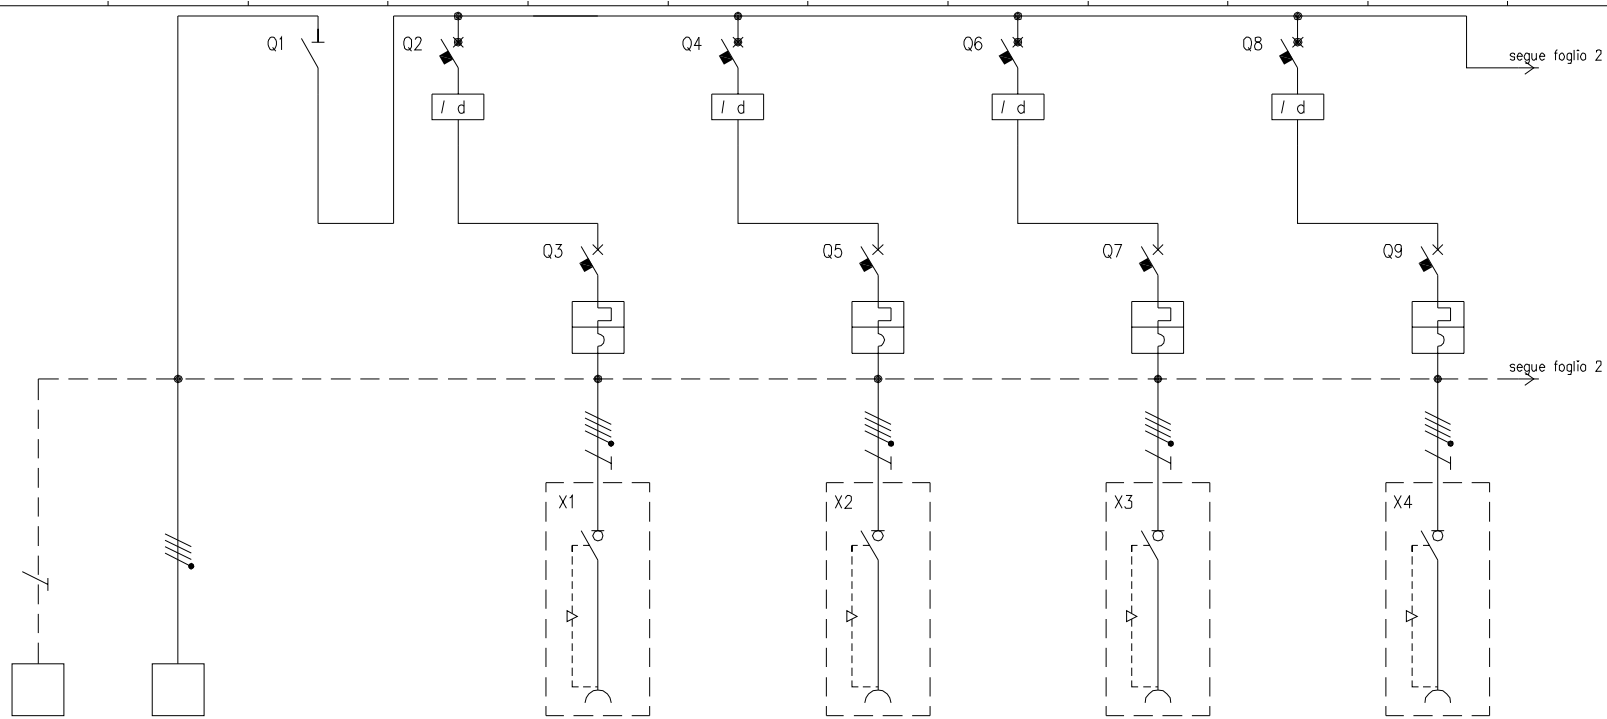 Q1
Q2
Q4
Q6
Q8
segue foglio 2
I d
I d
I d
I d
Q3
Q5
Q7
Q9
segue foglio 2
X1
X2
X3
X4